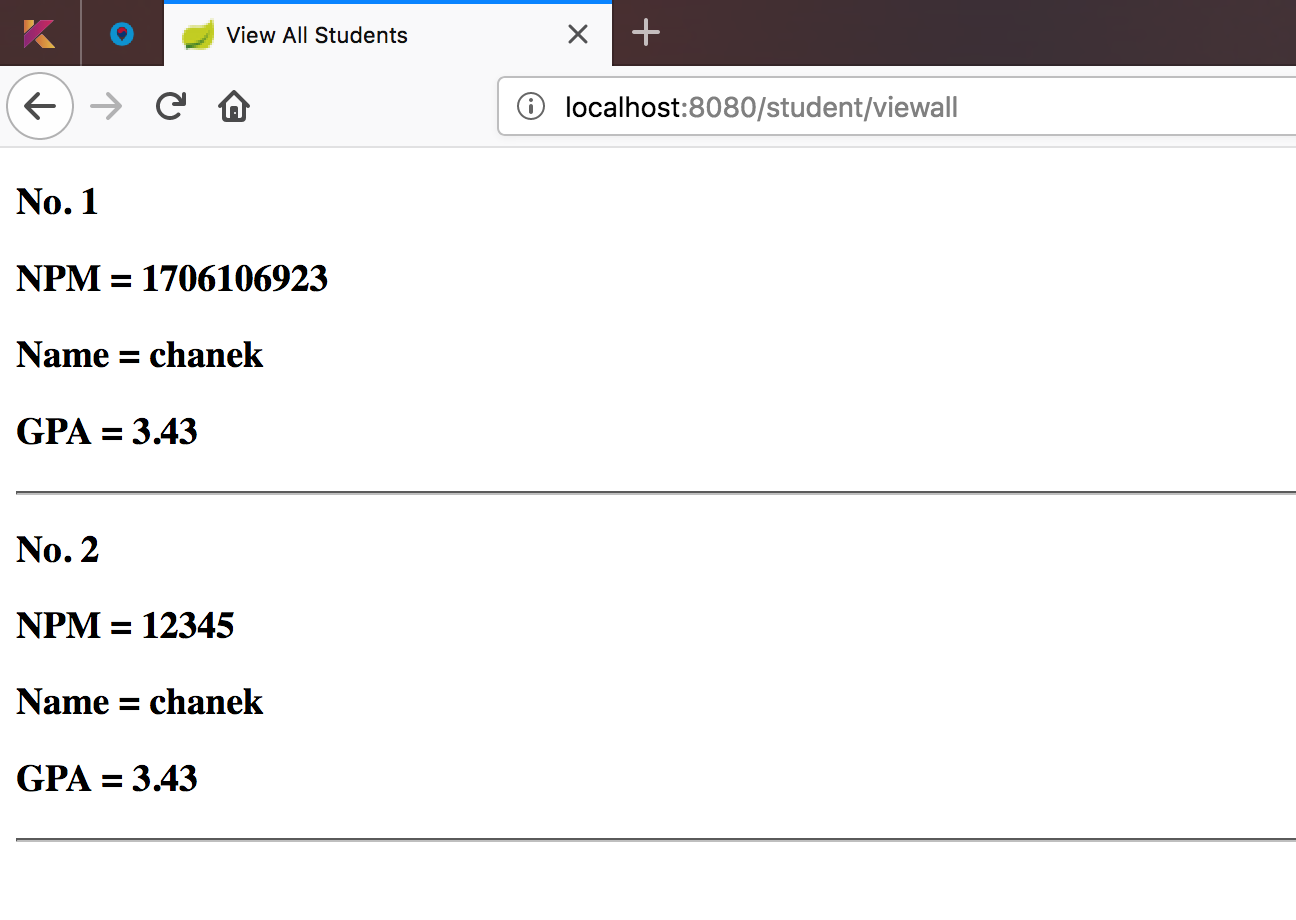 View All Students
localhost:8080/student/viewall
No. 1
NPM = 1706106923
Name = chanek
GPA = 3.43
No. 2
NPM = 12345
Name = chanek
GPA = 3.43